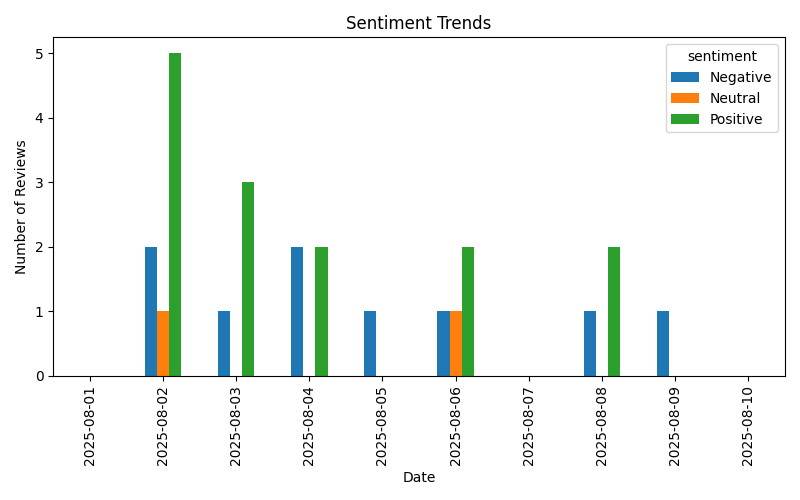 Sentiment Trends
sentiment
Negative
Neutral
Positive
Number of Reviews
5
4
3
2
1
0
2025-08-01
2025-08-02
2025-08-03
2025-08-04
2025-08-05
2025-08-06
2025-08-07
2025-08-08
2025-08-09
2025-08-10
Date